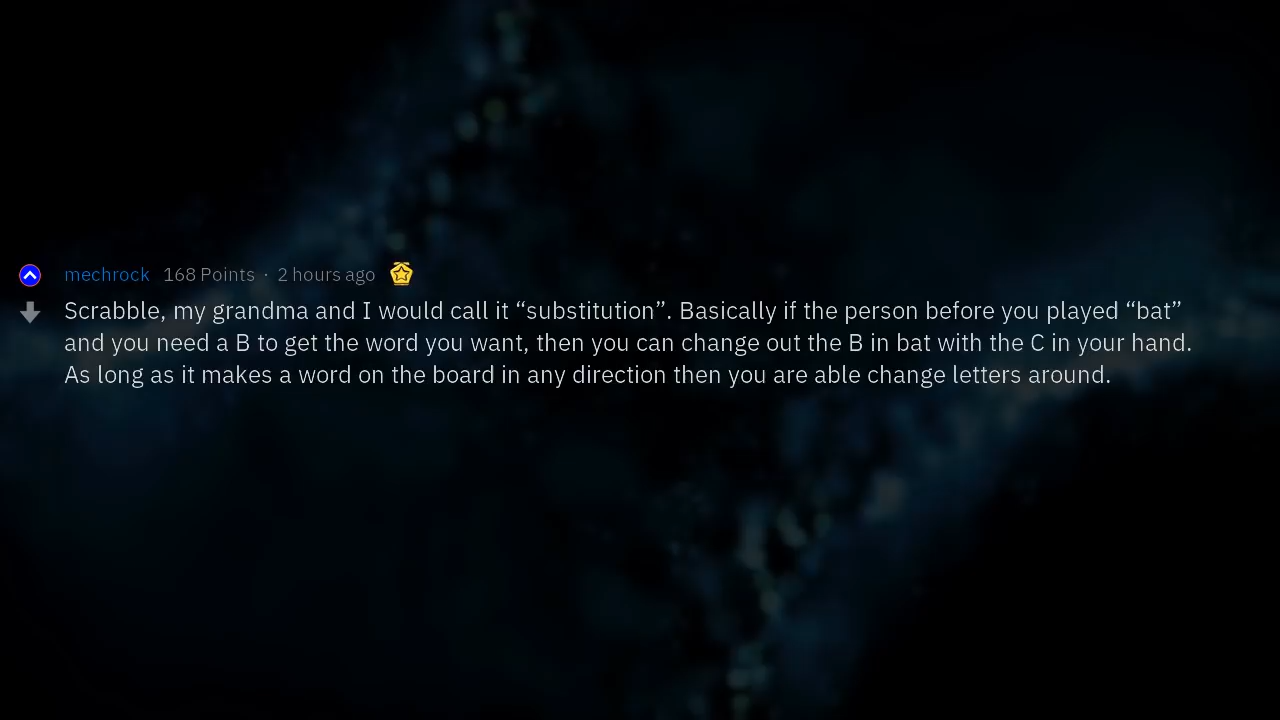 mechrock 168 Points · 2 hours ago
Scrabble, my grandma and I would call it “substitution”. Basically if the person before you played “bat”
and you need a B to get the word you want, then you can change out the B in bat with the C in your hand.
As long as it makes a word on the board in any direction then you are able change letters around.